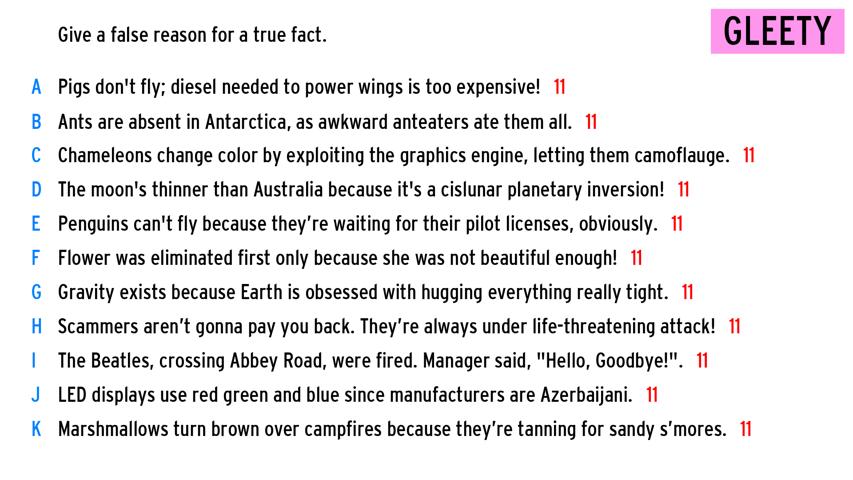 Give a false reason for a true fact.
GLEETY
A Pigs don't fly; diesel needed to power wings is too expensive! 11
B Ants are absent in Antarctica, as awkward anteaters ate them all. 11
C Chameleons change color by exploiting the graphics engine, letting them camoflauge. 11
D The moon's thinner than Australia because it's a cislunar planetary inversion! 11
E Penguins can't fly because they’re waiting for their pilot licenses, obviously. 11
F Flower was eliminated first only because she was not beautiful enough! 11
G Gravity exists because Earth is obsessed with hugging everything really tight. 11
H Scammers aren’t gonna pay you back. They’re always under life-threatening attack! 11
I The Beatles, crossing Abbey Road, were fired. Manager said, "Hello, Goodbye!". 11
J LED displays use red green and blue since manufacturers are Azerbaijani. 11
K Marshmallows turn brown over campfires because they’re tanning for sandy s’mores. 11